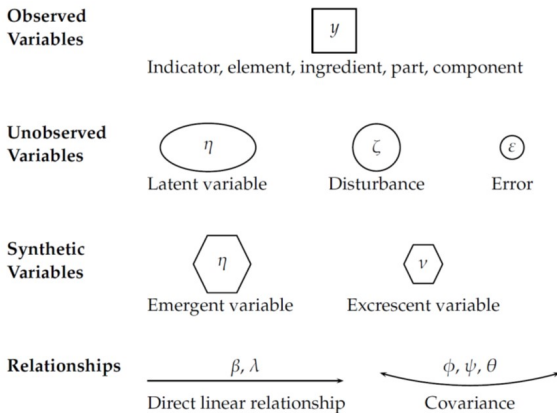 Observed
Variables
y
Indicator, element, ingredient, part, component
Unobserved
Variables
η
ζ
ε
Latent variable
Disturbance
Error
Synthetic
Variables
η
ν
Emergent variable
Excrescent variable
Relationships
β, λ
ϕ, ψ, θ
Direct linear relationship
Covariance